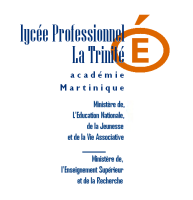 lycée Professionnel
La Trinité
É
académie
Martinique
Ministère de,
L'Education Nationale,
de la Jeunesse
et de la Vie Associative
Ministère de,
l'Enseignement Supérieur
et de la Recherche